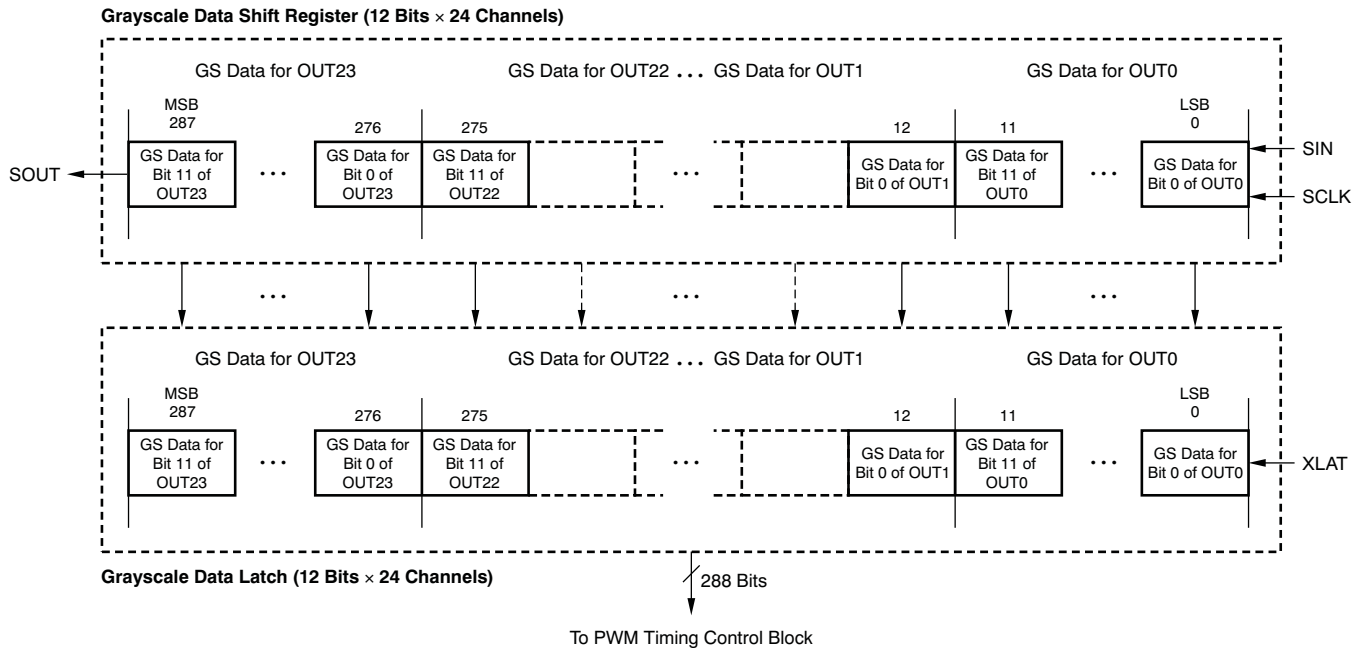 Grayscale Data Shift Register (12 Bits × 24 Channels)
GS Data for OUT23
GS Data for OUT22 ... GS Data for OUT1
GS Data for OUT0
MSB
287
276
275
12
11
LSB
0
SOUT
GS Data for
Bit 11 of
OUT23
...
GS Data for
Bit 0 of
OUT23
GS Data for
Bit 11 of
OUT22
...
GS Data for
Bit 0 of OUT1
GS Data for
Bit 11 of
OUT0
...
GS Data for
Bit 0 of OUT0
SIN
SCLK
...
...
...
GS Data for OUT23
GS Data for OUT22 ... GS Data for OUT1
GS Data for OUT0
MSB
287
276
275
12
11
LSB
0
GS Data for
Bit 11 of
OUT23
...
GS Data for
Bit 0 of
OUT23
GS Data for
Bit 11 of
OUT22
...
GS Data for
Bit 0 of OUT1
GS Data for
Bit 11 of
OUT0
...
GS Data for
Bit 0 of OUT0
XLAT
Grayscale Data Latch (12 Bits × 24 Channels)
288 Bits
To PWM Timing Control Block